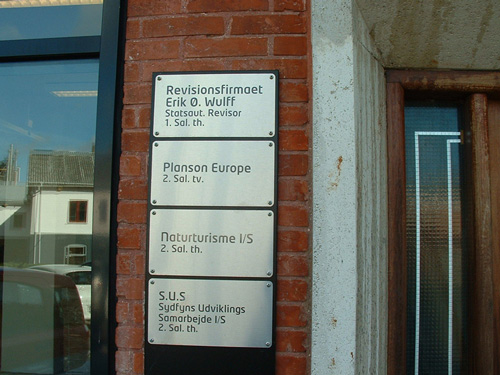 Revisionsfirmaet
Erik Ø. Wulff
Statsaut. Revisor
1. Sal. th.
Planson Europe
2. Sal. tv.
Naturturisme I/S
2. Sal. th.
S.U.S
Sydfyns Udviklings
Samarbejde I/S
2. Sal. th.